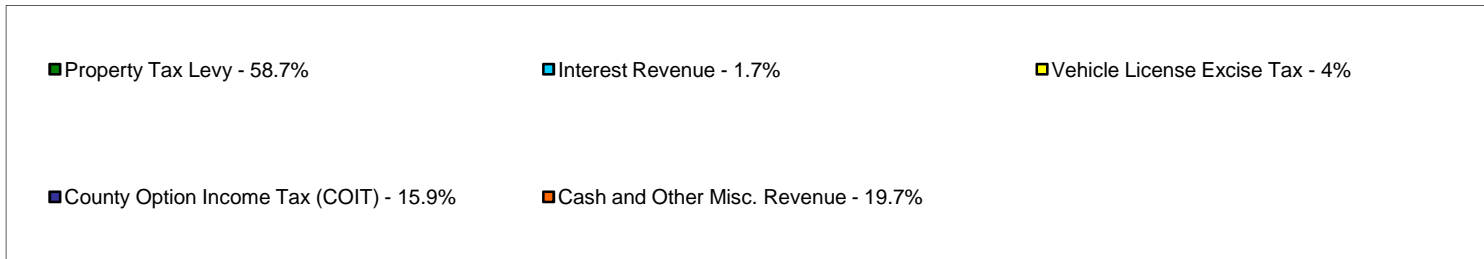 Property Tax Levy - 58.7%
Interest Revenue - 1.7%
Vehicle License Excise Tax - 4%
County Option Income Tax (COIT) - 15.9%
Cash and Other Misc. Revenue - 19.7%